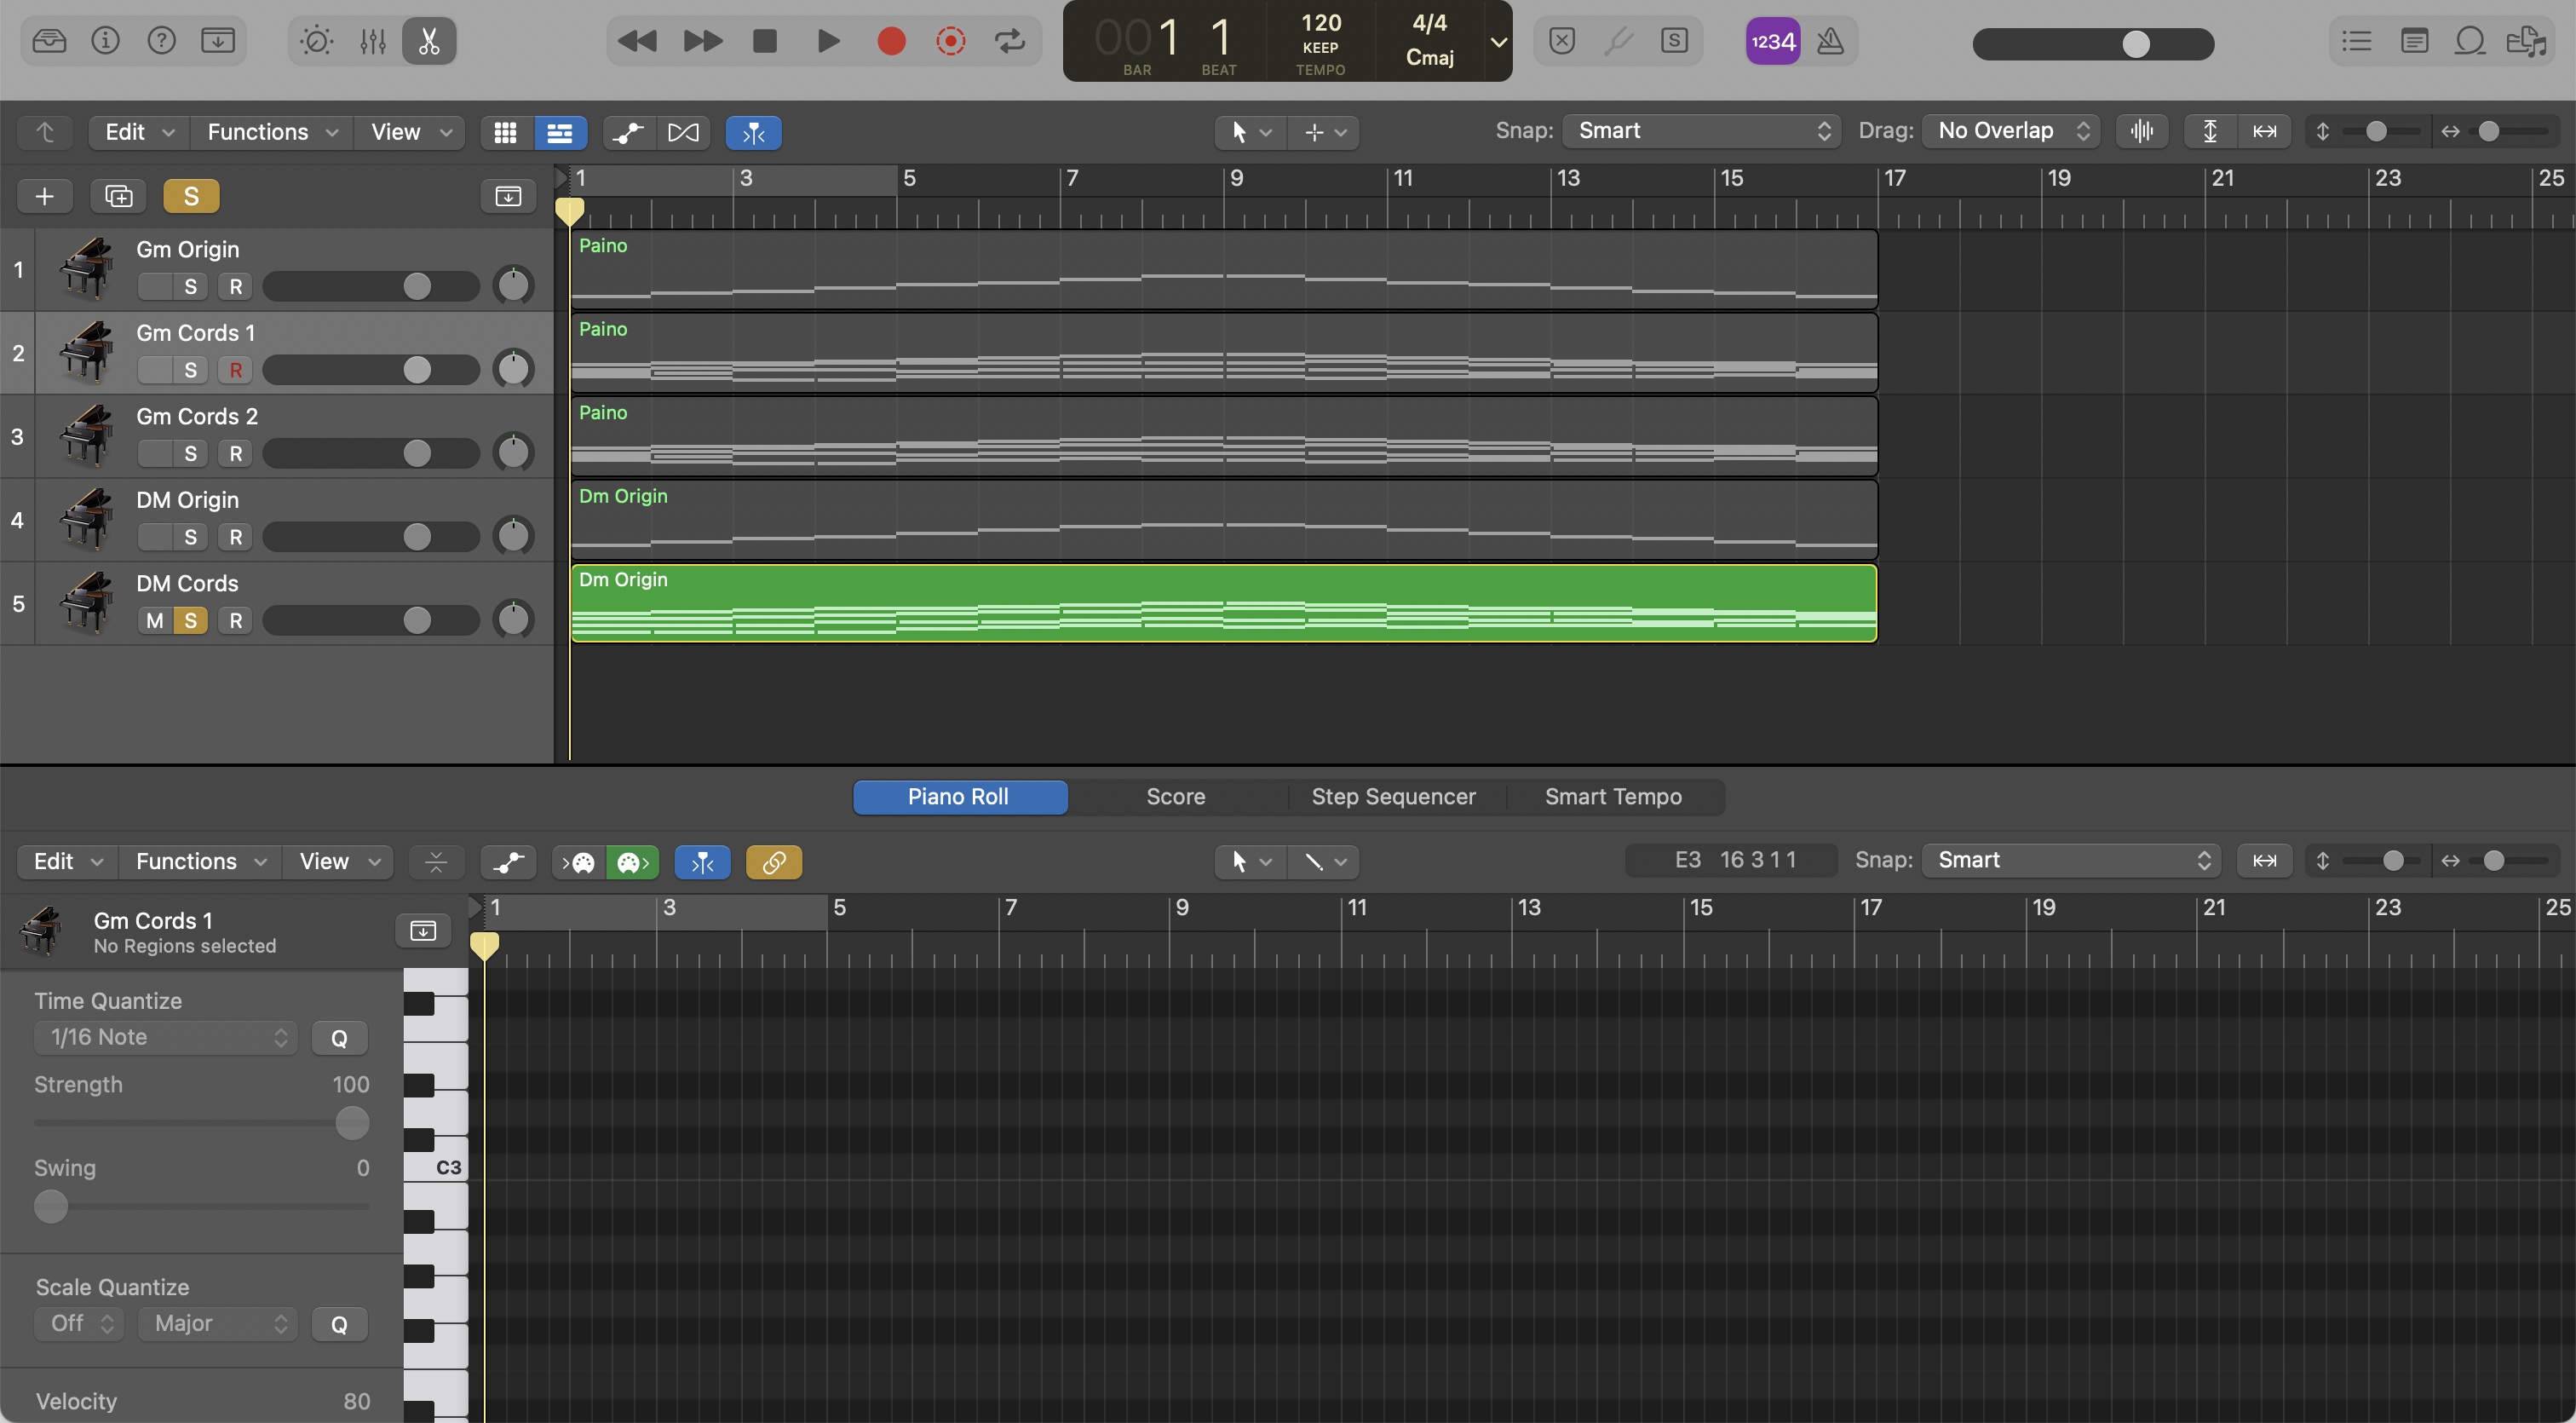 001 1 120 4/4
KEEP Cmaj
BAR BEAT TEMPO
1234
S
Edit Functions View Snap: Smart Drag: No Overlap
S
1 3 5 7 9 11 13 15 17 19 21 23 25
1 Gm Origin
S R
Paino
2 Gm Cords 1
S R
Paino
3 Gm Cords 2
S R
Paino
4 DM Origin
S R
Dm Origin
5 DM Cords
M S R
Dm Origin
Piano Roll Score Step Sequencer Smart Tempo
Edit Functions View E3 16 3 1 1 Snap: Smart
Gm Cords 1
No Regions selected
1 3 5 7 9 11 13 15 17 19 21 23 25
Time Quantize
1/16 Note Q
Strength 100
Swing 0
C3
Scale Quantize
Off Major Q
Velocity 80